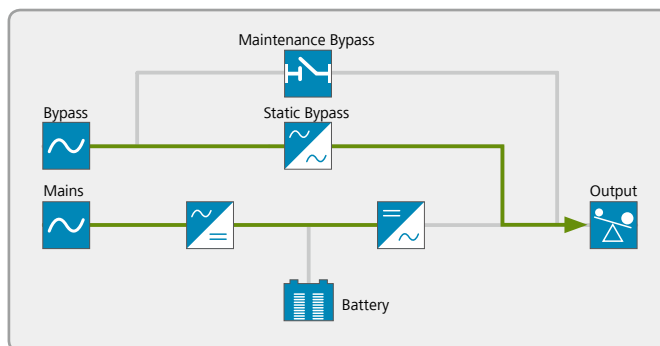 Maintenance Bypass
Bypass
Static Bypass
Mains
Output
Battery